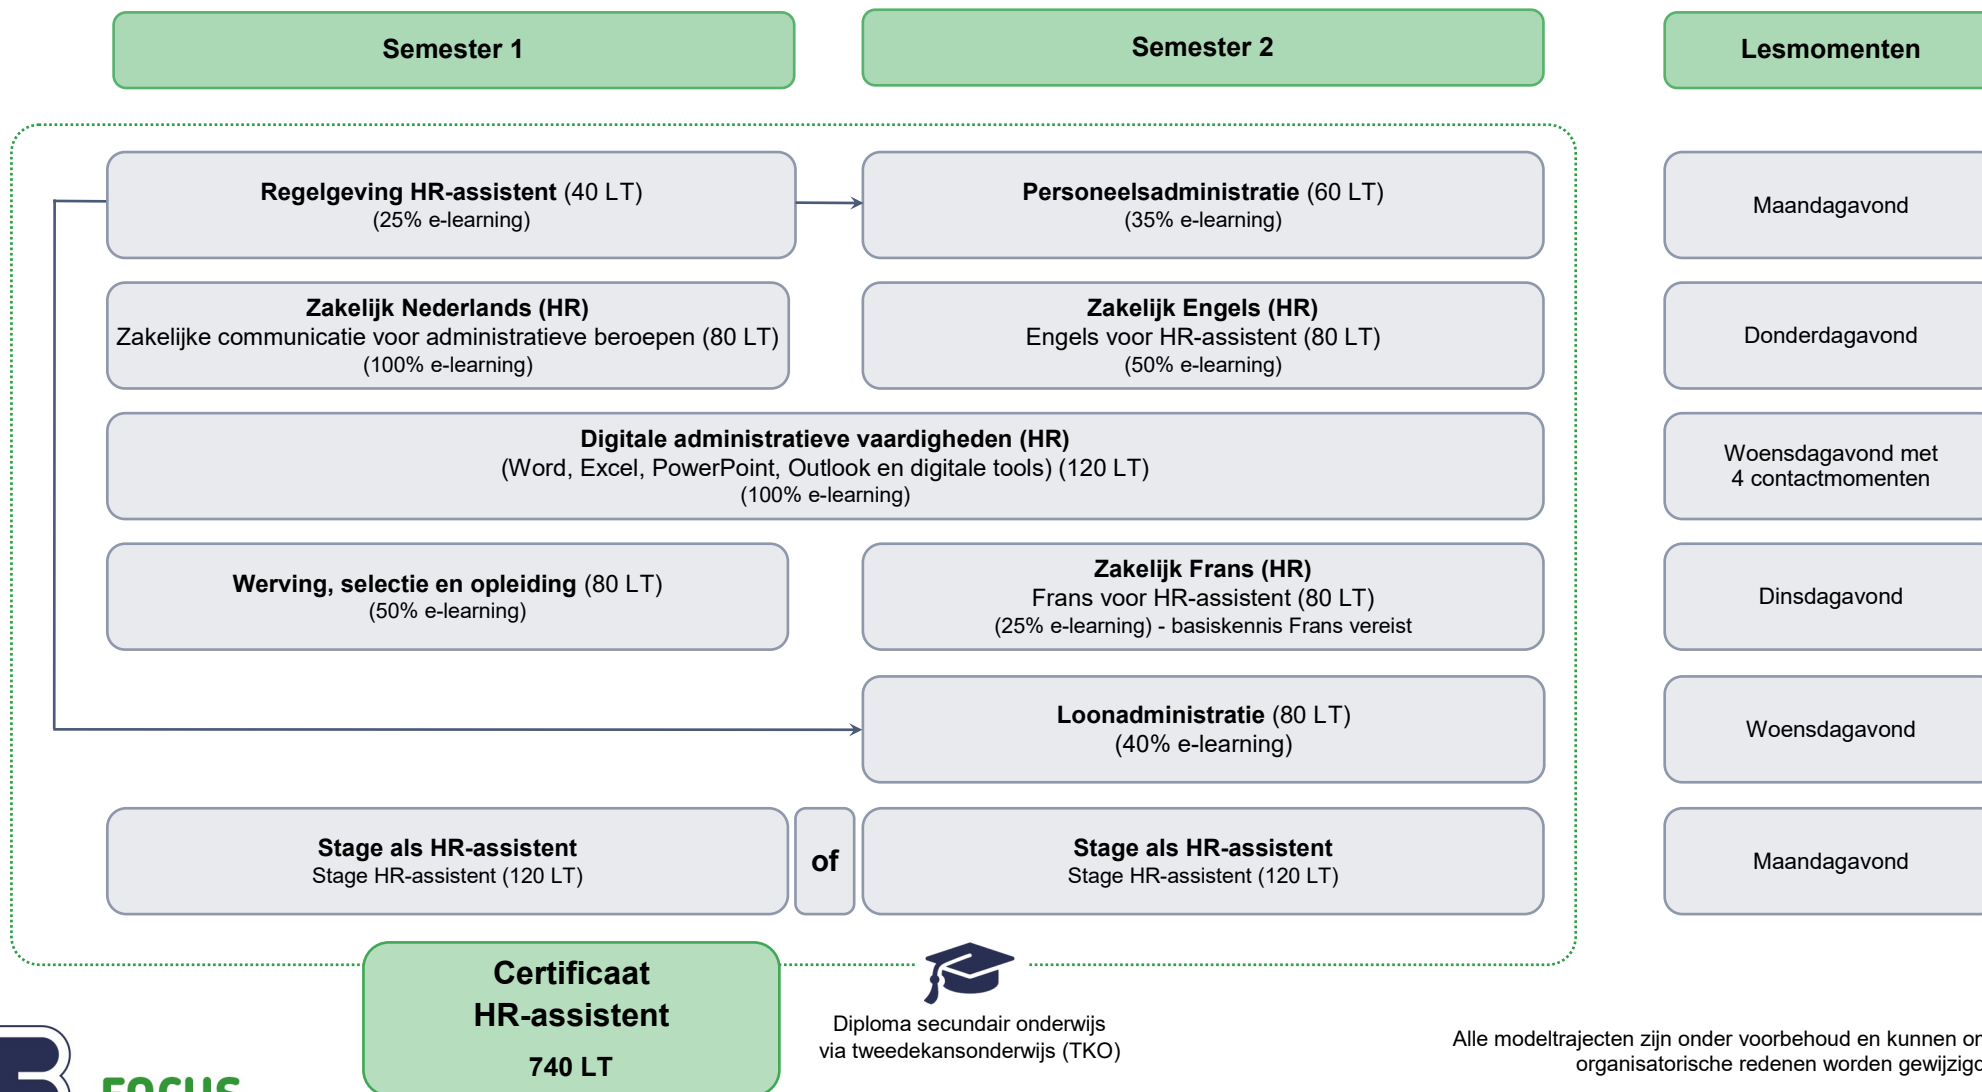 Semester 1
Semester 2
Lesmomenten
Regelgeving HR-assistent (40 LT)
(25% e-learning)
Personeelsadministratie (60 LT)
(35% e-learning)
Maandagavond
Zakelijk Nederlands (HR)
Zakelijke communicatie voor administratieve beroepen (80 LT)
(100% e-learning)
Zakelijk Engels (HR)
Engels voor HR-assistent (80 LT)
(50% e-learning)
Donderdagavond
Digitale administratieve vaardigheden (HR)
(Word, Excel, PowerPoint, Outlook en digitale tools) (120 LT)
(100% e-learning)
Woensdagavond met
4 contactmomenten
Werving, selectie en opleiding (80 LT)
(50% e-learning)
Zakelijk Frans (HR)
Frans voor HR-assistent (80 LT)
(25% e-learning) - basiskennis Frans vereist
Dinsdagavond
Loonadministratie (80 LT)
(40% e-learning)
Woensdagavond
Stage als HR-assistent
Stage HR-assistent (120 LT)
of
Stage als HR-assistent
Stage HR-assistent (120 LT)
Maandagavond
Certificaat
HR-assistent
740 LT
Diploma secundair onderwijs
via tweedekansonderwijs (TKO)
Alle modeltrajecten zijn onder voorbehoud en kunnen
organisatorische redenen worden gewijzigd
FOCUS